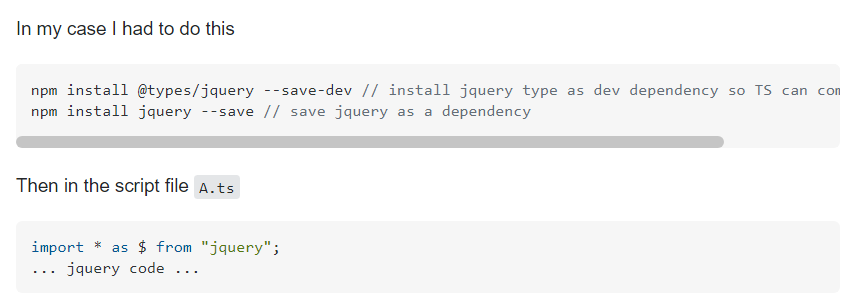 In my case I had to do this
npm install @types/jquery --save-dev // install jquery type as dev dependency so TS can com
npm install jquery --save // save jquery as a dependency
Then in the script file A.ts
import * as $ from "jquery";
... jquery code ...